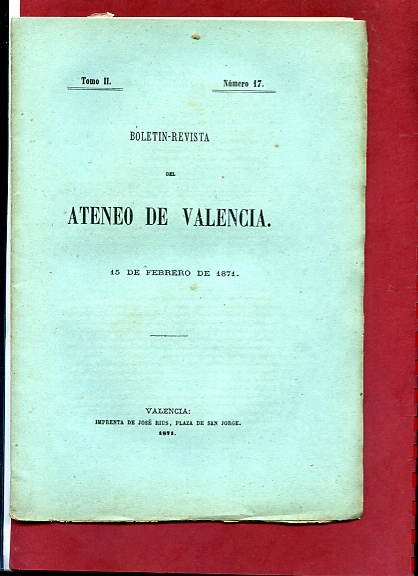 Tomo II.
Número 17.
BOLETIN-REVISTA
DEL
ATENEO DE VALENCIA.
15 DE FEBRERO DE 1871.
VALENCIA:
IMPRENTA DE JOSÉ RIUS, PLAZA DE SAN JORGE.
1871.